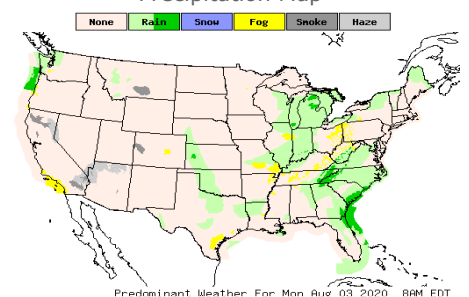 Precipitation Map
None Rain Snow Fog Smoke Haze
Predominant Weather For Mon Aug 03 2020 8AM EDT